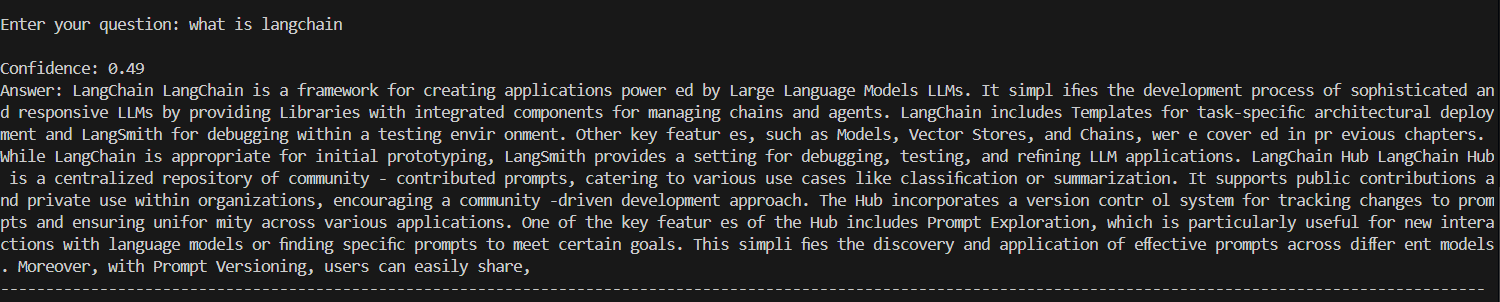 Enter your question: what is langchain
Confidence: 0.49
Answer: LangChain LangChain is a framework for creating applications power ed by Large Language Models LLMs. It simpl ifies the development process of sophisticated an
d responsive LLMs by providing Libraries with integrated components for managing chains and agents. LangChain includes Templates for task-specific architectural deploy
ment and LangSmith for debugging within a testing envir onment. Other key featur es, such as Models, Vector Stores, and Chains, wer e cover ed in pr evious chapters.
While LangChain is appropriate for initial prototyping, LangSmith provides a setting for debugging, testing, and refining LLM applications. LangChain Hub LangChain Hub
 is a centralized repository of community - contributed prompts, catering to various use cases like classification or summarization. It supports public contributions a
nd private use within organizations, encouraging a community -driven development approach. The Hub incorporates a version contr ol system for tracking changes to prom
pts and ensuring unifor mity across various applications. One of the key featur es of the Hub includes Prompt Exploration, which is particularly useful for new intera
ctions with language models or finding specific prompts to meet certain goals. This simpli fies the discovery and application of effective prompts across differ ent models
. Moreover, with Prompt Versioning, users can easily share,
---------------------------------------------------------------------------------------------------------------------------------------------------------------------